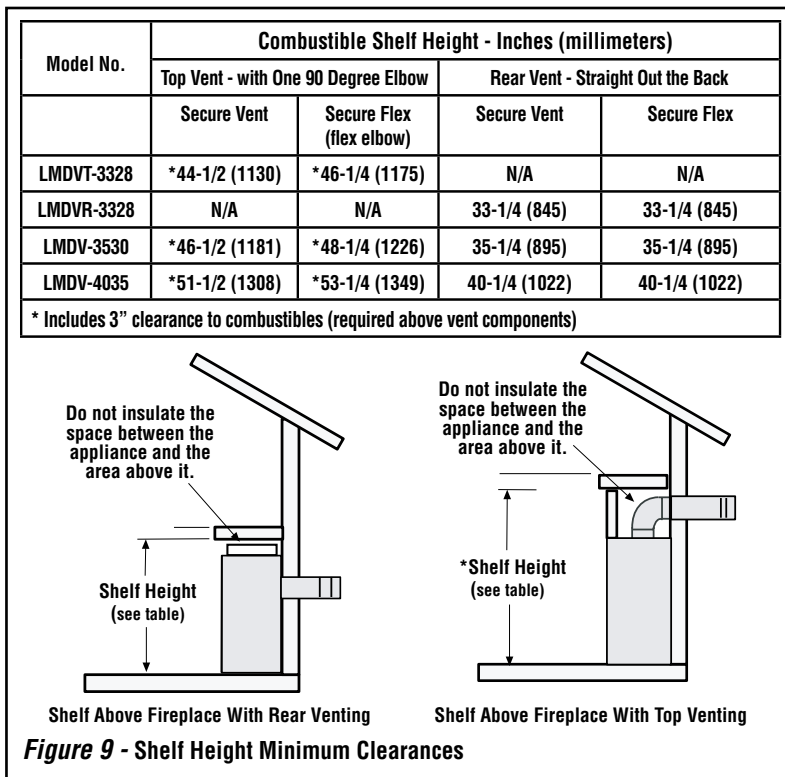 Model No.
Combustible Shelf Height - Inches (millimeters)
Top Vent - with One 90 Degree Elbow
Rear Vent - Straight Out the Back
Secure Vent
Secure Flex
(flex elbow)
Secure Vent
Secure Flex
LMDVT-3328 *44-1/2 (1130) *46-1/4 (1175) N/A N/A
LMDVR-3328 N/A N/A 33-1/4 (845) 33-1/4 (845)
LMDV-3530 *46-1/2 (1181) *48-1/4 (1226) 35-1/4 (895) 35-1/4 (895)
LMDV-4035 *51-1/2 (1308) *53-1/4 (1349) 40-1/4 (1022) 40-1/4 (1022)
* Includes 3” clearance to combustibles (required above vent components)
Do not insulate the
space between the
appliance and the
area above it.
Shelf Height
(see table)
Shelf Above Fireplace With Rear Venting
Do not insulate the
space between the
appliance and the
area above it.
*Shelf Height
(see table)
Shelf Above Fireplace With Top Venting
Figure 9 - Shelf Height Minimum Clearances